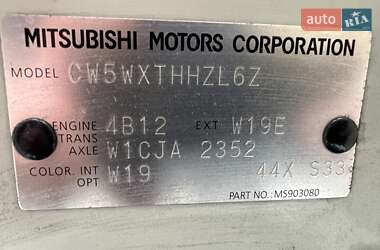 auto RIA
MITSUBISHI MOTORS CORPORATION
MODEL CW5WXTHHZL6Z
ENGINE 4B12 EXT W19E
TRANS AXLE W1CJA 2352
COLOR. INT W19
OPT 44X S33
PART NO.: MS903080